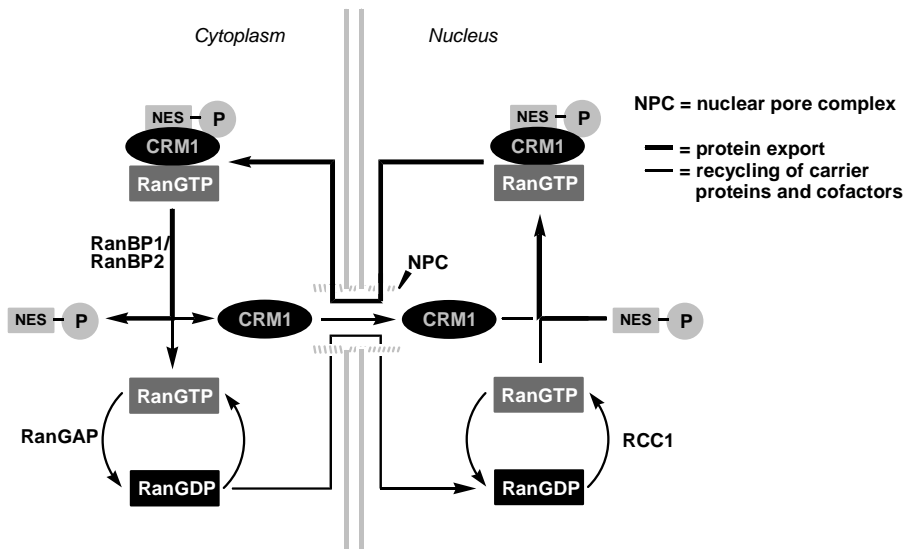 Cytoplasm
Nucleus
NPC = nuclear pore complex
= protein export
= recycling of carrier
proteins and cofactors
NES P
CRM1
RanGTP
NES P
CRM1
RanGTP
RanBP1/
RanBP2
NPC
NES P
CRM1
CRM1
NES P
RanGTP
RanGAP
RanGDP
RanGTP
RCC1
RanGDP